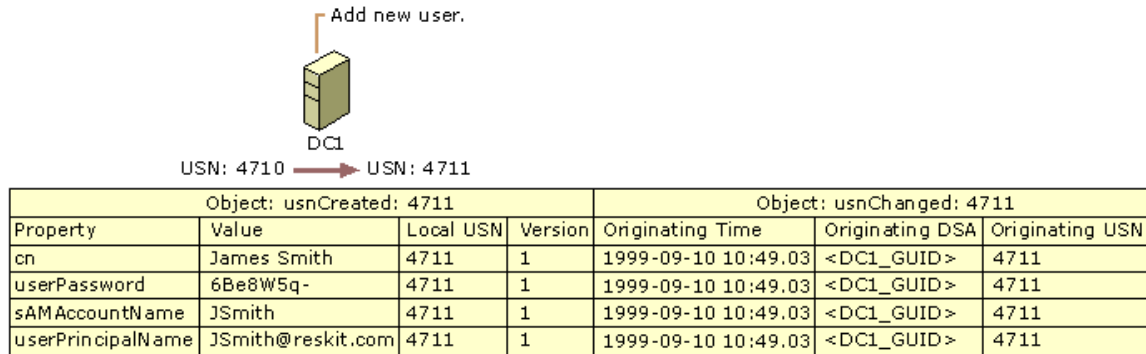 Add new user.
DC1
USN: 4710 USN: 4711
Object: usnCreated: 4711 Object: usnChanged: 4711
Property Value Local USN Version Originating Time Originating DSA Originating USN
cn James Smith 4711 1 1999-09-10 10:49.03 <DC1_GUID> 4711
userPassword 6Be8W5q- 4711 1 1999-09-10 10:49.03 <DC1_GUID> 4711
sAMAccountName JSmith 4711 1 1999-09-10 10:49.03 <DC1_GUID> 4711
userPrincipalName JSmith@reskit.com 4711 1 1999-09-10 10:49.03 <DC1_GUID> 4711